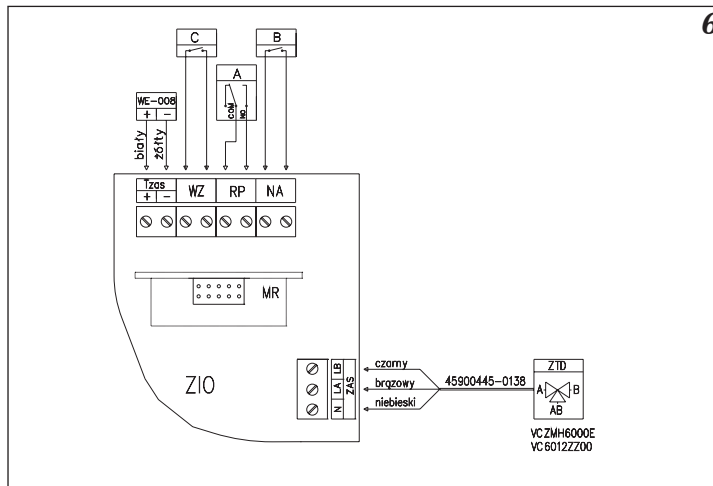 6
C
B
A
COM
NO
WE-008
+ −
biały
żółty
Tzas
+ −
WZ
RP
NA
MR
ZIO
LB
LA
N
ZAS
czarny
brązowy
niebieski
45900445-0138
ZTD
A
B
AB
VCZMH6000E
VC6012ZZ00